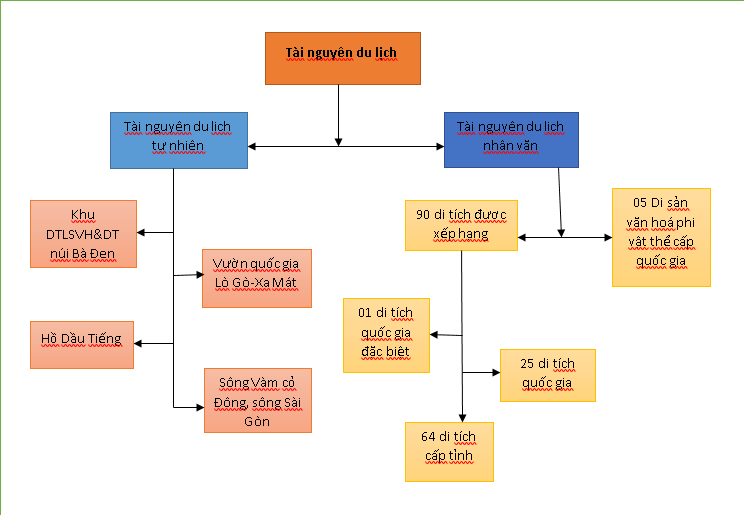 Tài nguyên du lịch
Tài nguyên du lịch
tự nhiên
Tài nguyên du lịch
nhân văn
Khu
DTLSVH&DT
núi Bà Đen
Vườn quốc gia
Lò Gò-Xa Mát
Hồ Dầu Tiếng
Sông Vàm cỏ
Đông, sông Sài
Gòn
90 di tích được
xếp hạng
05 Di sản
văn hoá phi
vật thể cấp
quốc gia
01 di tích
quốc gia
đặc biệt
25 di tích
quốc gia
64 di tích
cấp tỉnh